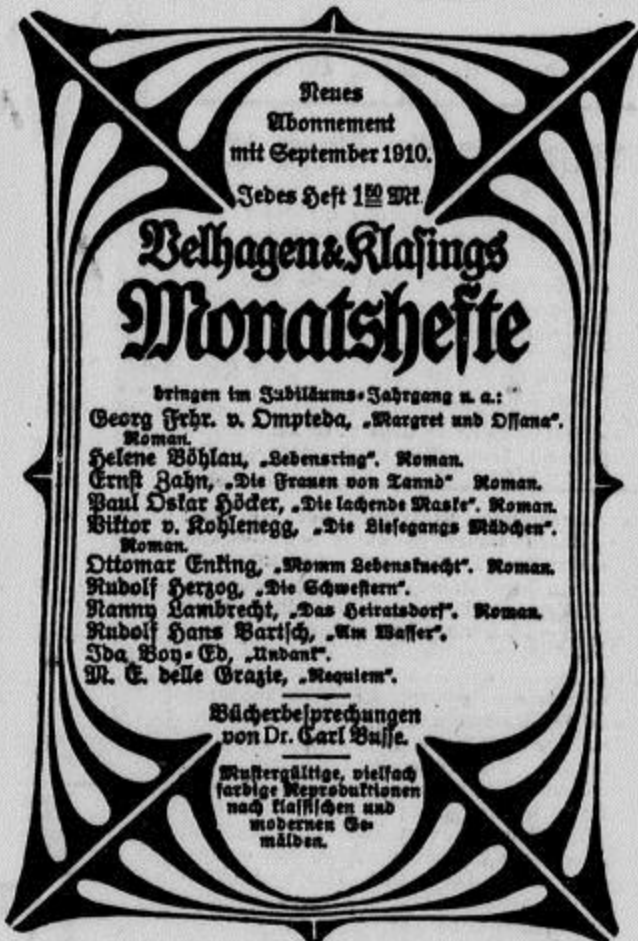 Neues
Abonnement
mit September 1910.
Jedes Heft 1 50 Mk.
Velhagen & Klasings
Monatshefte
bringen im Jubiläums-Jahrgang u. a.:
Georg Frhr. v. Ompteda, „Margret und Ossana“.
Roman.
Helene Böhlau, „Lebensring“. Roman.
Ernst Zahn, „Die Frauen von Tannò“ Roman.
Paul Oskar Höcker, „Die lachende Maske“. Roman.
Viktor v. Kohlenegg, „Die Liesegangs Mädchen“.
Roman.
Ottomar Enking, „Momm Lebensknecht“. Roman.
Rudolf Herzog, „Die Schwestern“.
Nanny Lambrecht, „Das Heiratsdorf“. Roman.
Rudolf Hans Bartsch, „Am Wasser“.
Ida Boy-Ed, „Undank“.
M. E. delle Grazie, „Requiem“.
Bücherbesprechungen
von Dr. Carl Busse.
Mustergültige, vielfach
farbige Reproduktionen
nach klassischen und
modernen Ge-
mälden.